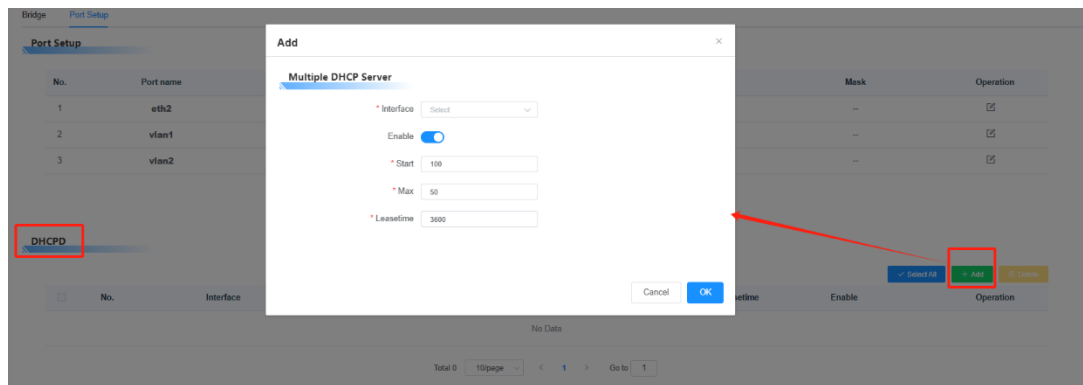 Bridge Port Setup
Port Setup
No. Port name Mask Operation
1 eth2 --
2 vlan1 --
3 vlan2 --
Add
Multiple DHCP Server
* Interface Select
Enable
* Start 100
* Max 50
* Leasetime 3600
Cancel OK
DHCPD
Select All + Add Delete
No. Interface setime Enable Operation
No Data
Total 0 10/page < 1 > Go to 1